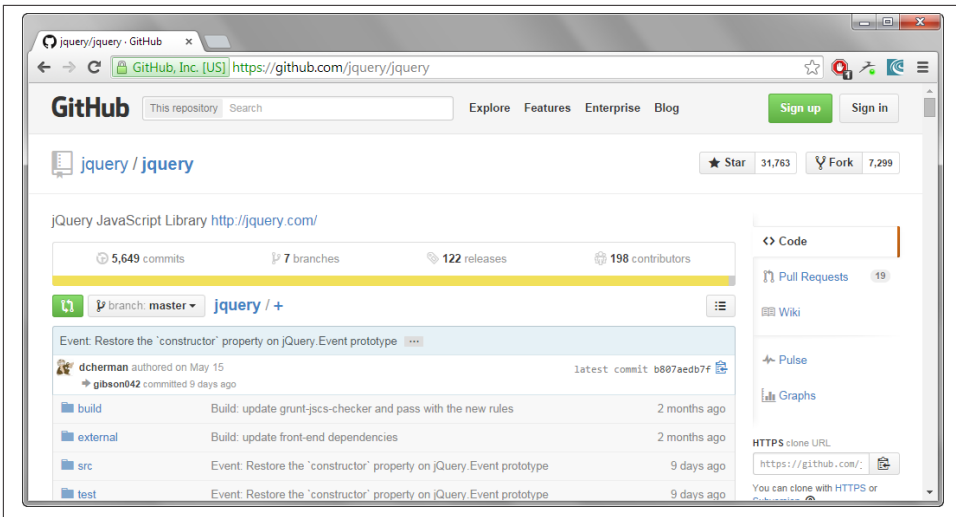 jquery/jquery · GitHub
GitHub, Inc. [US] https://github.com/jquery/jquery
1
GitHub This repository Search Explore Features Enterprise Blog Sign up Sign in
jquery / jquery Star 31,763 Fork 7,299
jQuery JavaScript Library http://jquery.com/
5,649 commits 7 branches 122 releases 198 contributors
branch: master jquery / +
Event: Restore the `constructor` property on jQuery.Event prototype ...
dcherman authored on May 15 latest commit b807aedb7f
gibson042 committed 9 days ago
build Build: update grunt-jscs-checker and pass with the new rules 2 months ago
external Build: update front-end dependencies 2 months ago
src Event: Restore the `constructor` property on jQuery.Event prototype 9 days ago
test Event: Restore the `constructor` property on jQuery.Event prototype 9 days ago
<> Code
Pull Requests 19
Wiki
Pulse
Graphs
HTTPS clone URL
https://github.com/
You can clone with HTTPS or